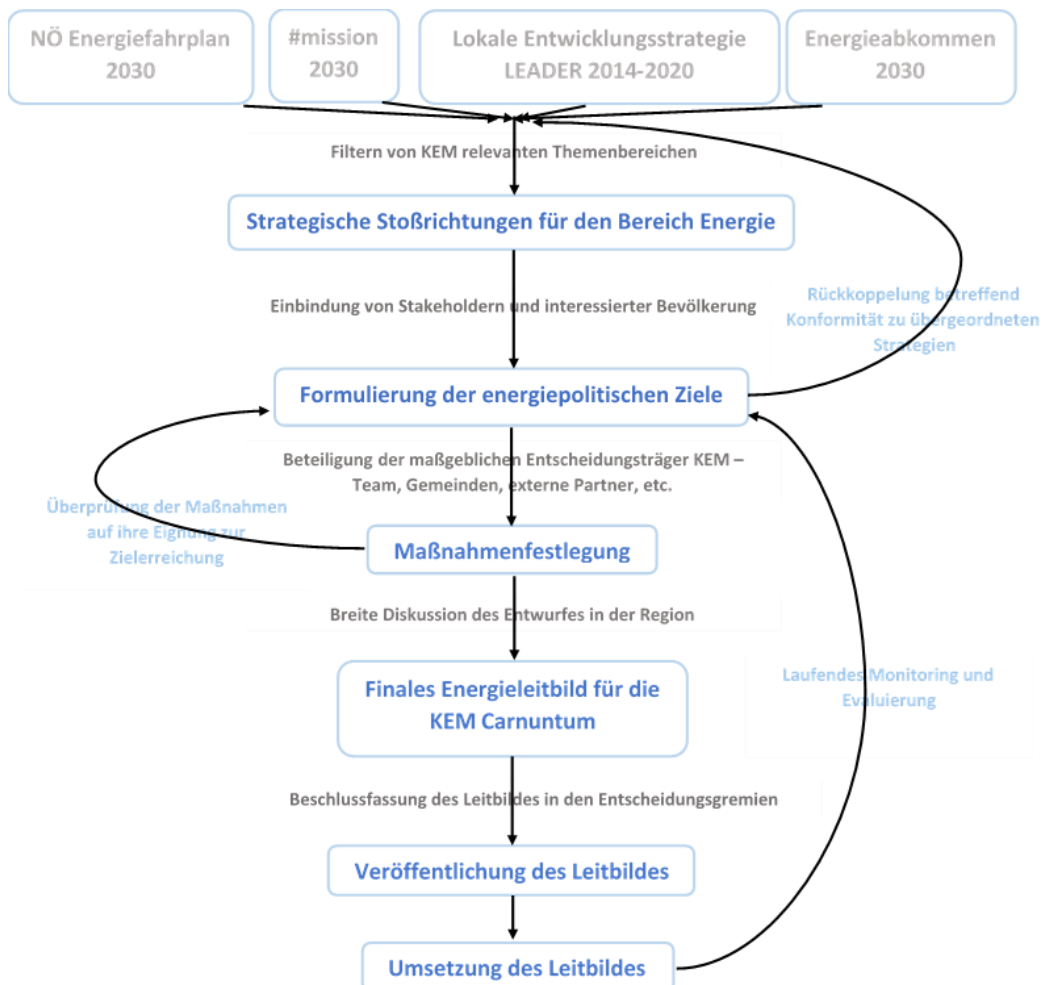 NÖ Energiefahrplan
2030
#mission
2030
Lokale Entwicklungsstrategie
LEADER 2014-2020
Energieabkommen
2030
Filtern von KEM relevanten Themenbereichen
Strategische Stoßrichtungen für den Bereich Energie
Einbindung von Stakeholdern und interessierter Bevölkerung
Rückkoppelung betreffend
Konformität zu übergeordneten
Strategien
Formulierung der energiepolitischen Ziele
Beteiligung der maßgeblichen Entscheidungsträger KEM –
Team, Gemeinden, externe Partner, etc.
Überprüfung der Maßnahmen
auf ihre Eignung zur
Zielerreichung
Maßnahmenfestlegung
Breite Diskussion des Entwurfes in der Region
Finales Energieleitbild für die
KEM Carnuntum
Laufendes Monitoring und
Evaluierung
Beschlussfassung des Leitbildes in den Entscheidungsgremien
Veröffentlichung des Leitbildes
Umsetzung des Leitbildes